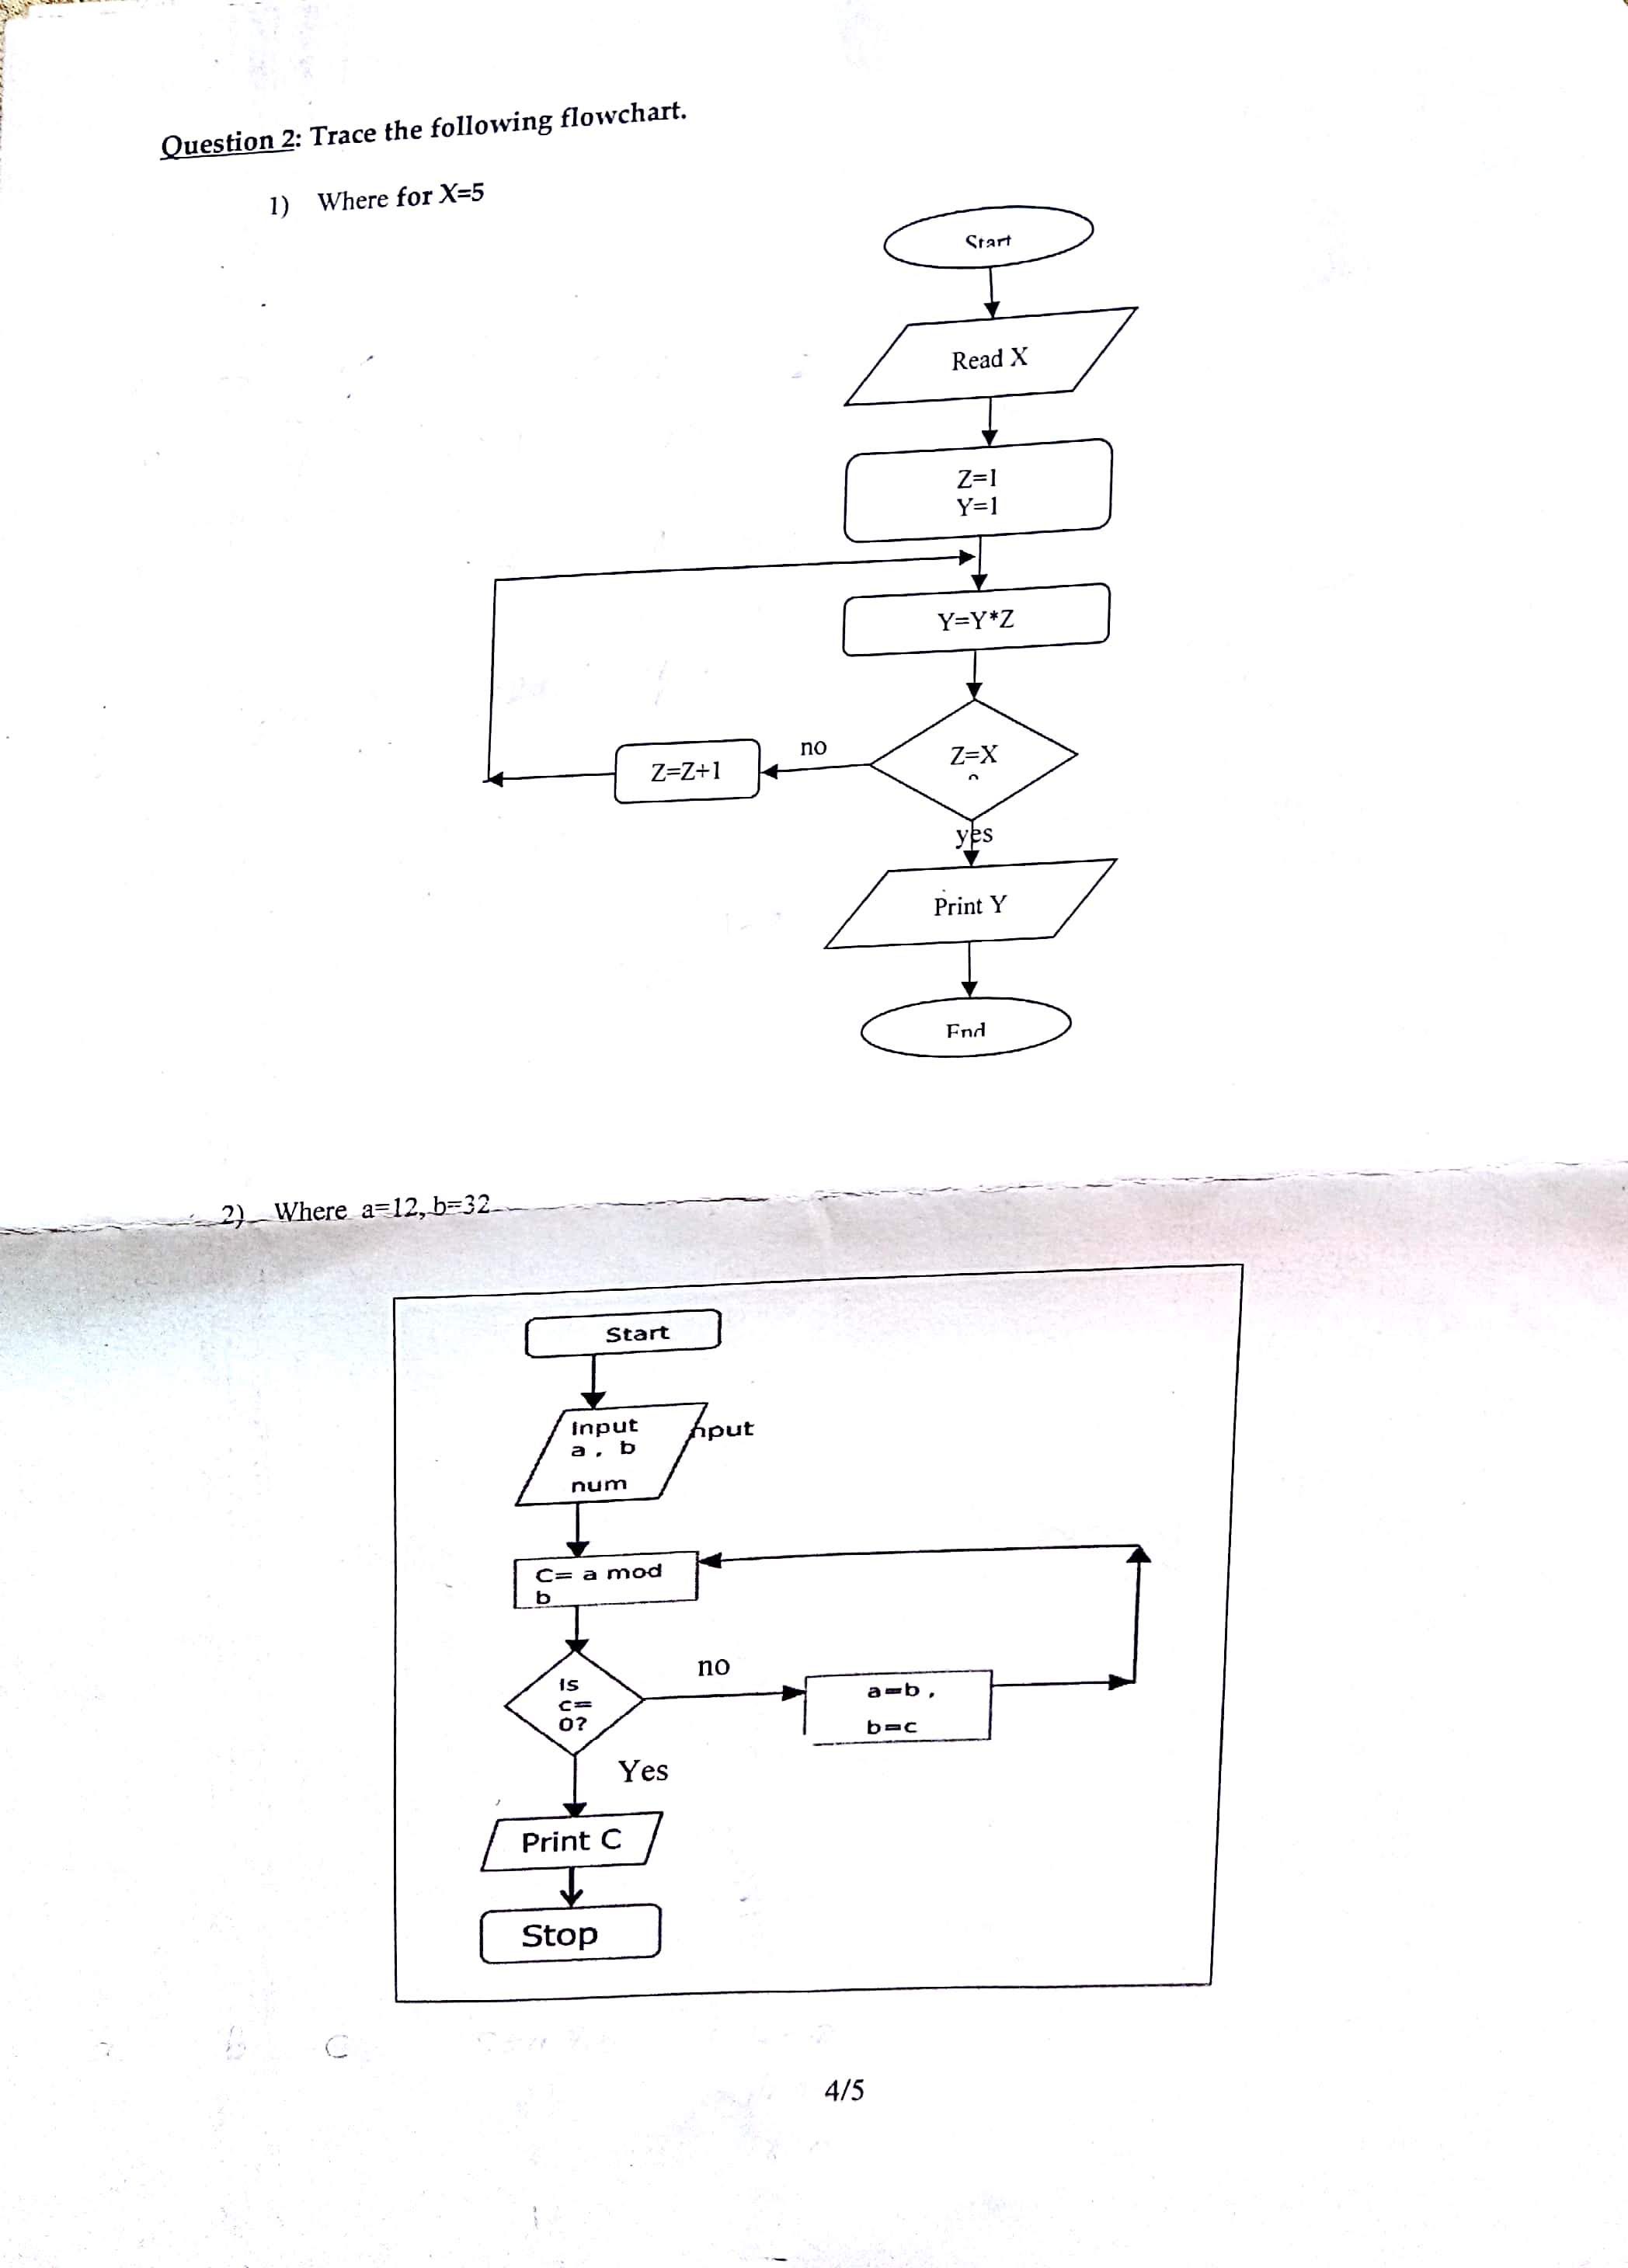 Question 2: Trace the following flowchart.
1) Where for X=5
Start
Read X
Z=1
Y=1
Y=Y*Z
Z=X
no
Z=Z+1
yes
Print Y
End
2) Where a=12, b=32
Start
Input
a , b
num
nput
C= a mod
b
Is
c=
0?
no
a=b ,
b=c
Yes
Print C
Stop
b C
4/5